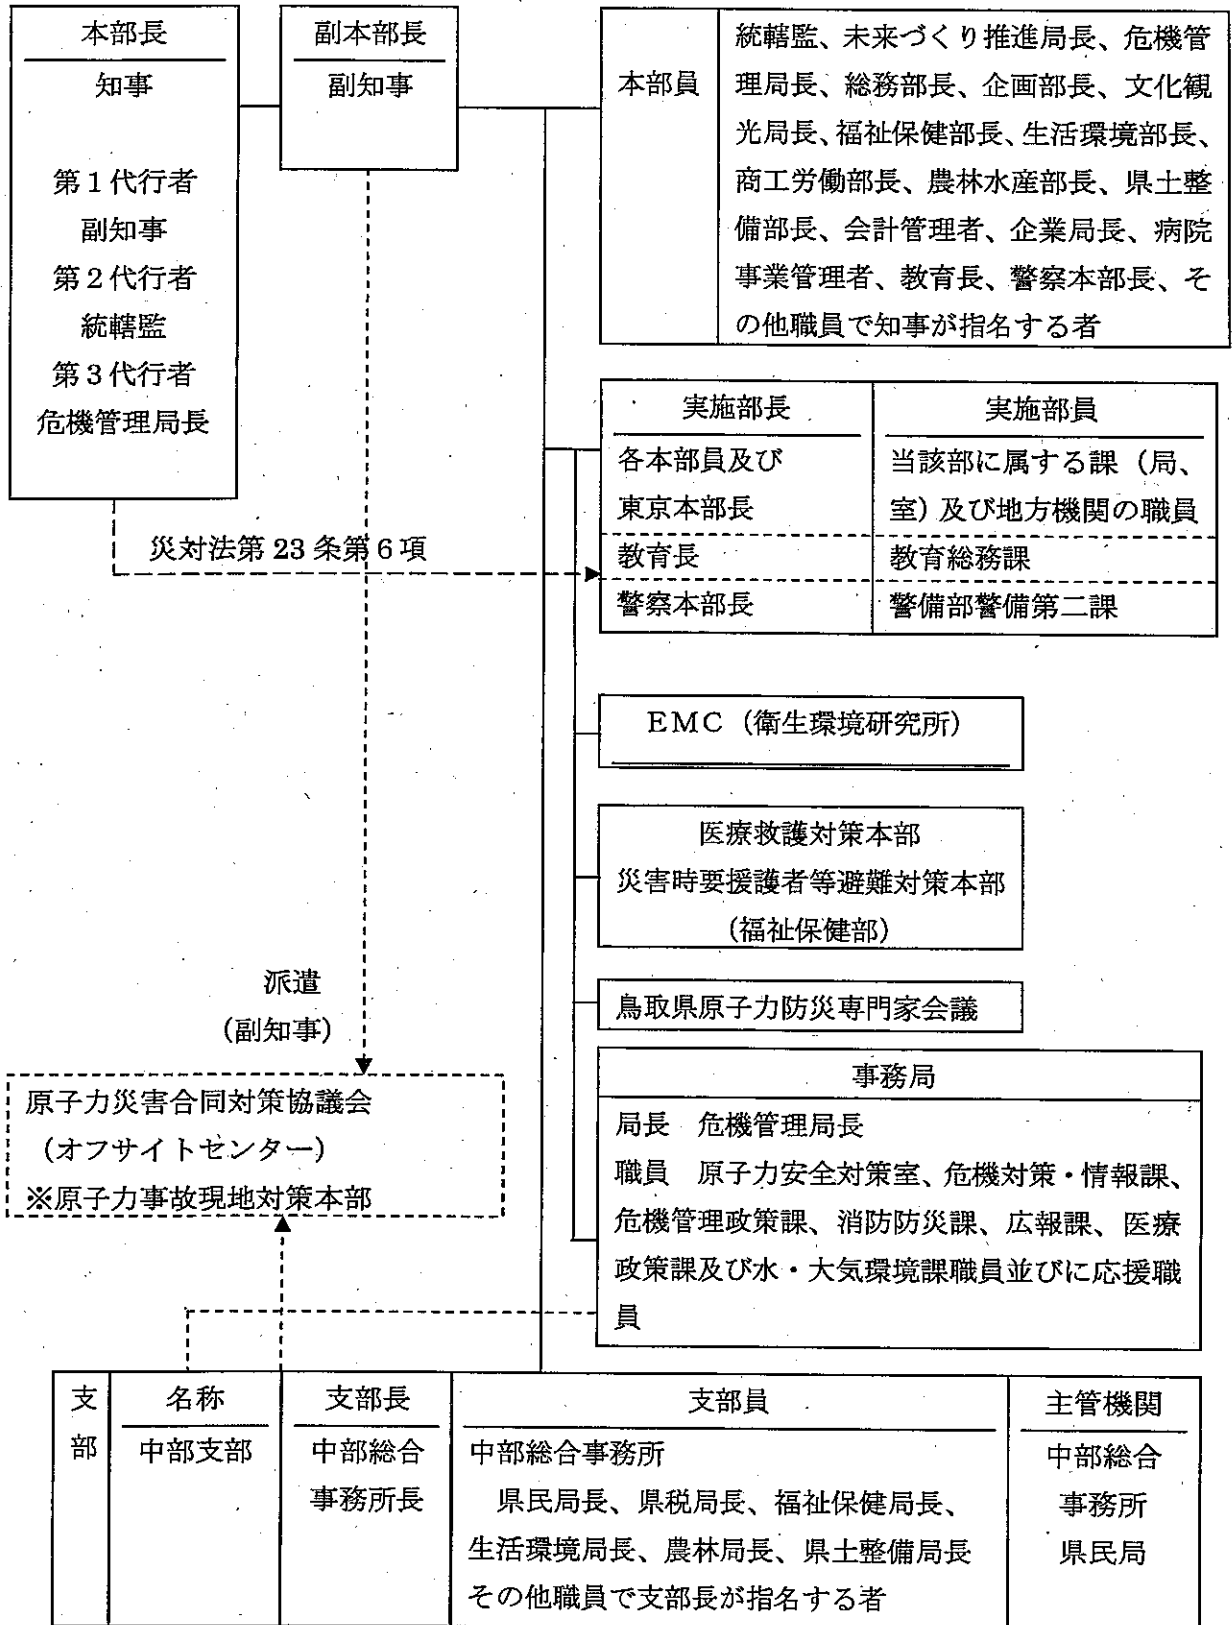 本部長
知事
第1代行者
副知事
第2代行者
統轄監
第3代行者
危機管理局長
副本部長
副知事
本部員
統轄監、未来づくり推進局長、危機管
理局長、総務部長、企画部長、文化観
光局長、福祉保健部長、生活環境部長、
商工労働部長、農林水産部長、県土整
備部長、会計管理者、企業局長、病院
事業管理者、教育長、警察本部長、そ
の他職員で知事が指名する者
実施部長
実施部員
各本部員及び
東京本部長
当該部に属する課（局、
室）及び地方機関の職員
教育長
教育総務課
警察本部長
警備部警備第二課
災対法第23条第6項
EMC（衛生環境研究所）
医療救護対策本部
災害時要援護者等避難対策本部
（福祉保健部）
鳥取県原子力防災専門家会議
派遣
（副知事）
原子力災害合同対策協議会
（オフサイトセンター）
※原子力事故現地対策本部
事務局
局長　危機管理局長
職員　原子力安全対策室、危機対策・情報課、
危機管理政策課、消防防災課、広報課、医療
政策課及び水・大気環境課職員並びに応援職
員
支部
名称
中部支部
支部長
中部総合
事務所長
支部員
中部総合事務所
県民局長、県税局長、福祉保健局長、
生活環境局長、農林局長、県土整備局長
その他職員で支部長が指名する者
主管機関
中部総合
事務所
県民局